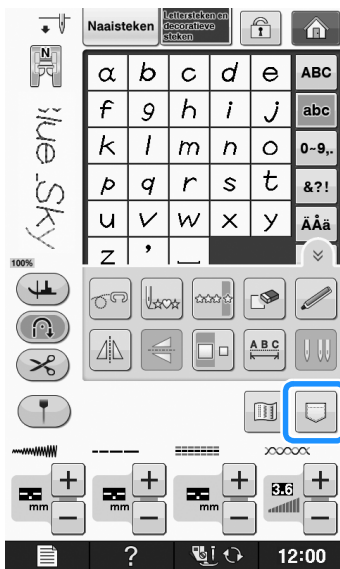 Naaisteken
Lettersteken en
decoratieve
steken
N
a b c d e ABC
f g h i j abc
k l m n o 0~9,.
p q r s t &?!
u v w x y ÄÅä
z ’ _
Blue Sky
100%
A B C
mm mm mm 3.6
? 12:00